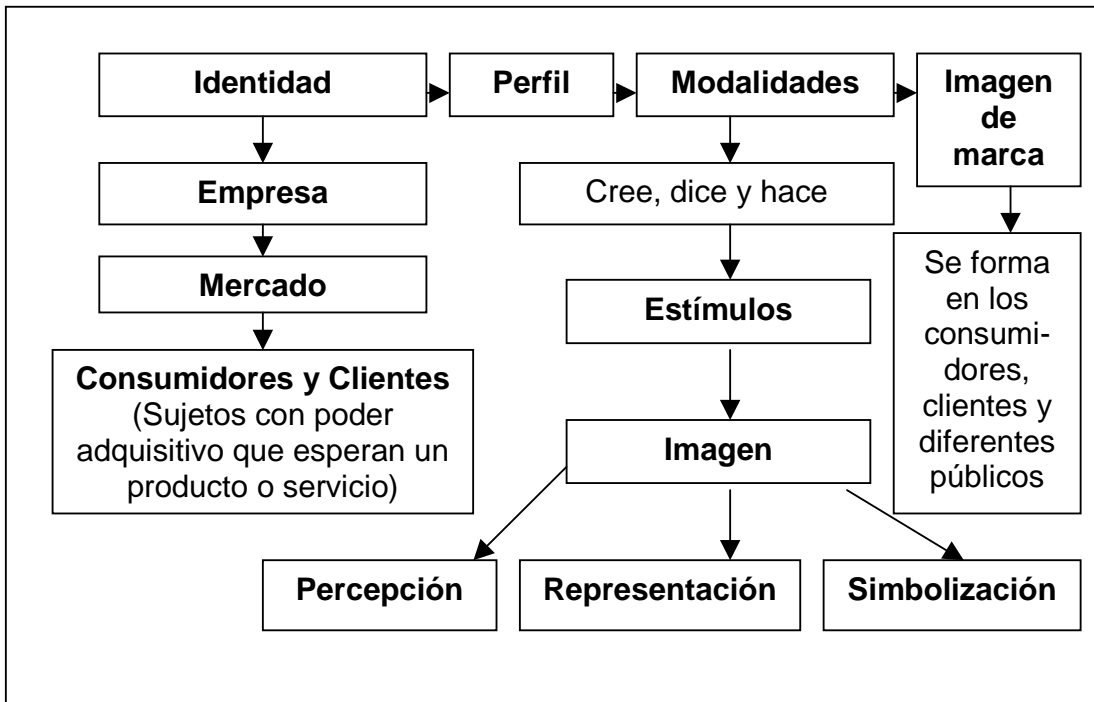 Identidad
Perfil
Modalidades
Imagen
de
marca
Empresa
Cree, dice y hace
Mercado
Estímulos
Se forma
en los
consumi-
dores,
clientes y
diferentes
públicos
Consumidores y Clientes
(Sujetos con poder
adquisitivo que esperan un
producto o servicio)
Imagen
Percepción
Representación
Simbolización